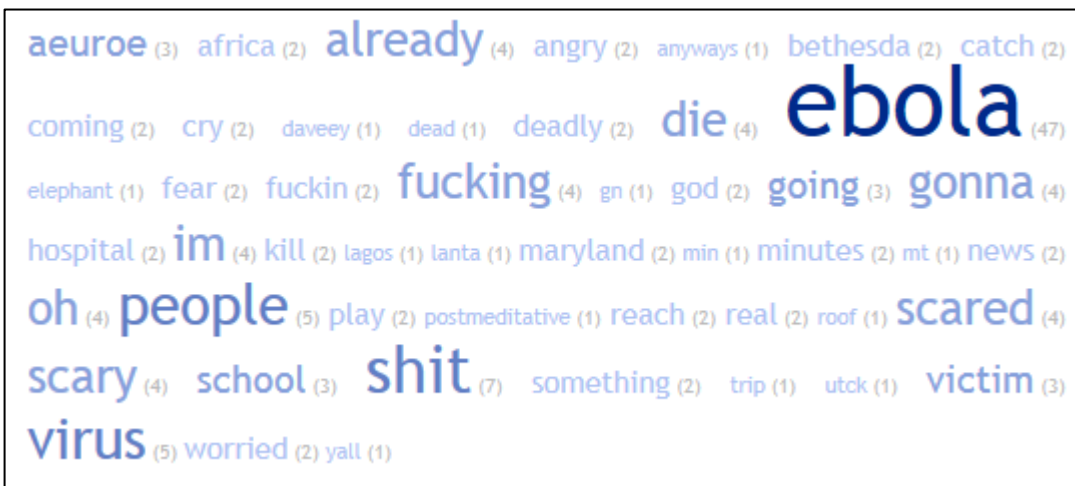 aeuroe (3) africa (2) already (4) angry (2) anyways (1) bethesda (2) catch (2)
coming (2) cry (2) daveey (1) dead (1) deadly (2) die (4) ebola (47)
elephant (1) fear (2) fuckin (2) fucking (4) gn (1) god (2) going (3) gonna (4)
hospital (2) im (4) kill (2) lagos (1) lanta (1) maryland (2) min (1) minutes (2) mt (1) news (2)
oh (4) people (5) play (2) postmeditative (1) reach (2) real (2) roof (1) scared (4)
scary (4) school (3) shit (7) something (2) trip (1) utck (1) victim (3)
virus (5) worried (2) yall (1)